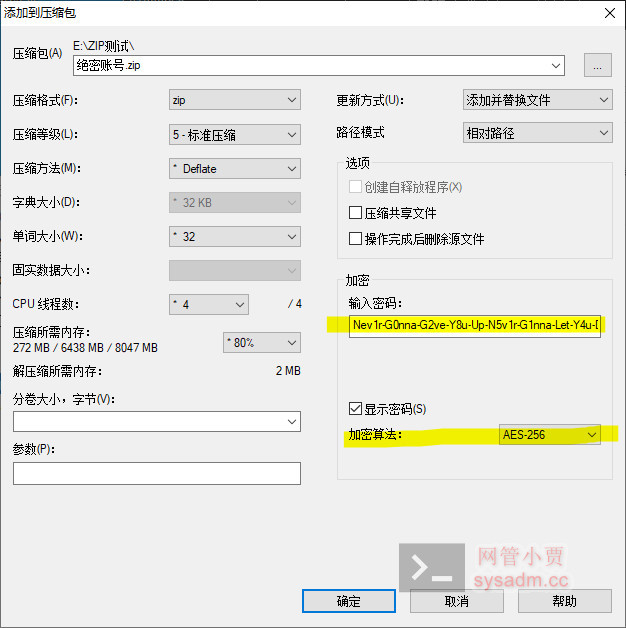 添加到压缩包
压缩包(A)
E:\ZIP测试\
绝密账号.zip
...
压缩格式(F):
zip
压缩等级(L):
5 - 标准压缩
压缩方法(M):
* Deflate
字典大小(D):
* 32 KB
单词大小(W):
* 32
固实数据大小:
CPU 线程数:
* 4
/ 4
压缩所需内存:
272 MB / 6438 MB / 8047 MB
* 80%
解压缩所需内存:
2 MB
分卷大小，字节(V):
参数(P):
更新方式(U):
添加并替换文件
路径模式
相对路径
选项
创建自释放程序(X)
压缩共享文件
操作完成后删除源文件
加密
输入密码:
Nev1r-G0nna-G2ve-Y8u-Up-N5v1r-G1nna-Let-Y4u-D
显示密码(S)
加密算法:
AES-256
网管小贾
sysadm.cc
确定
取消
帮助